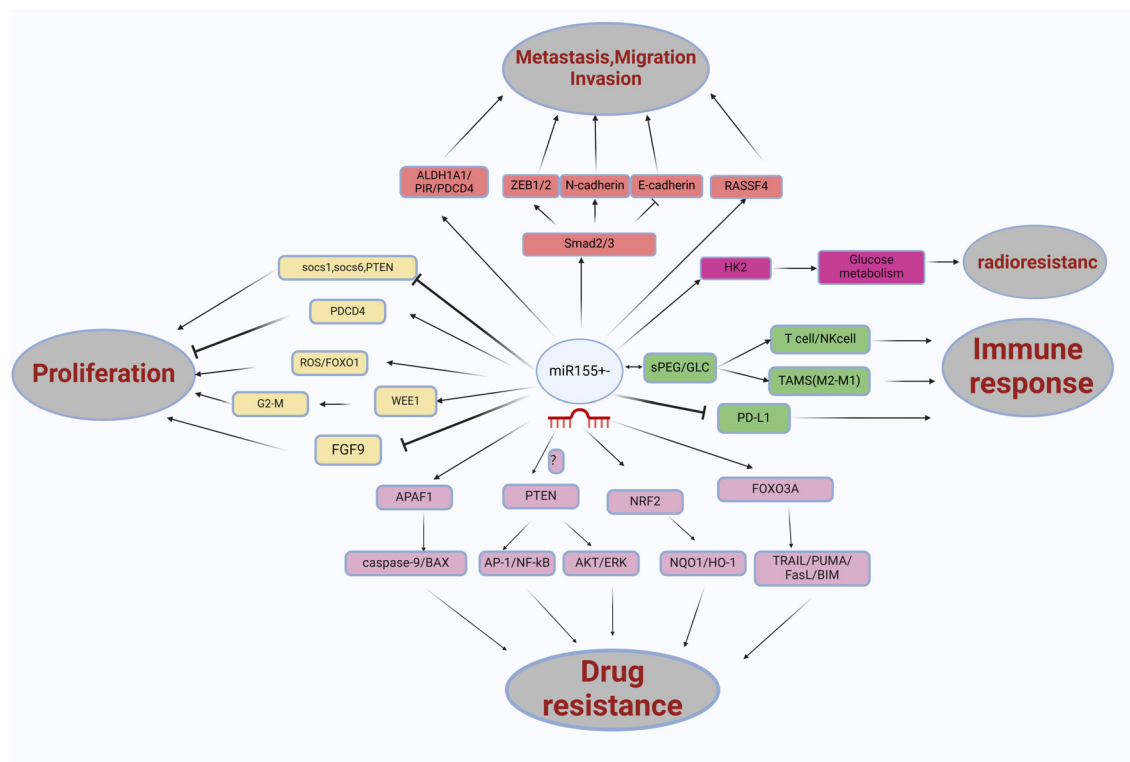 Metastasis,Migration
Invasion
ALDH1A1/
PIR/PDCD4
ZEB1/2
N-cadherin
E-cadherin
RASSF4
Smad2/3
socs1,socs6,PTEN
HK2
Glucose
metabolism
radioresistanc
PDCD4
T cell/NKcell
Proliferation
ROS/FOXO1
miR155+-
sPEG/GLC
TAMS(M2-M1)
Immune
response
G2-M
WEE1
PD-L1
FGF9
?
APAF1
PTEN
NRF2
FOXO3A
caspase-9/BAX
AP-1/NF-kB
AKT/ERK
NQO1/HO-1
TRAIL/PUMA/
FasL/BIM
Drug
resistance